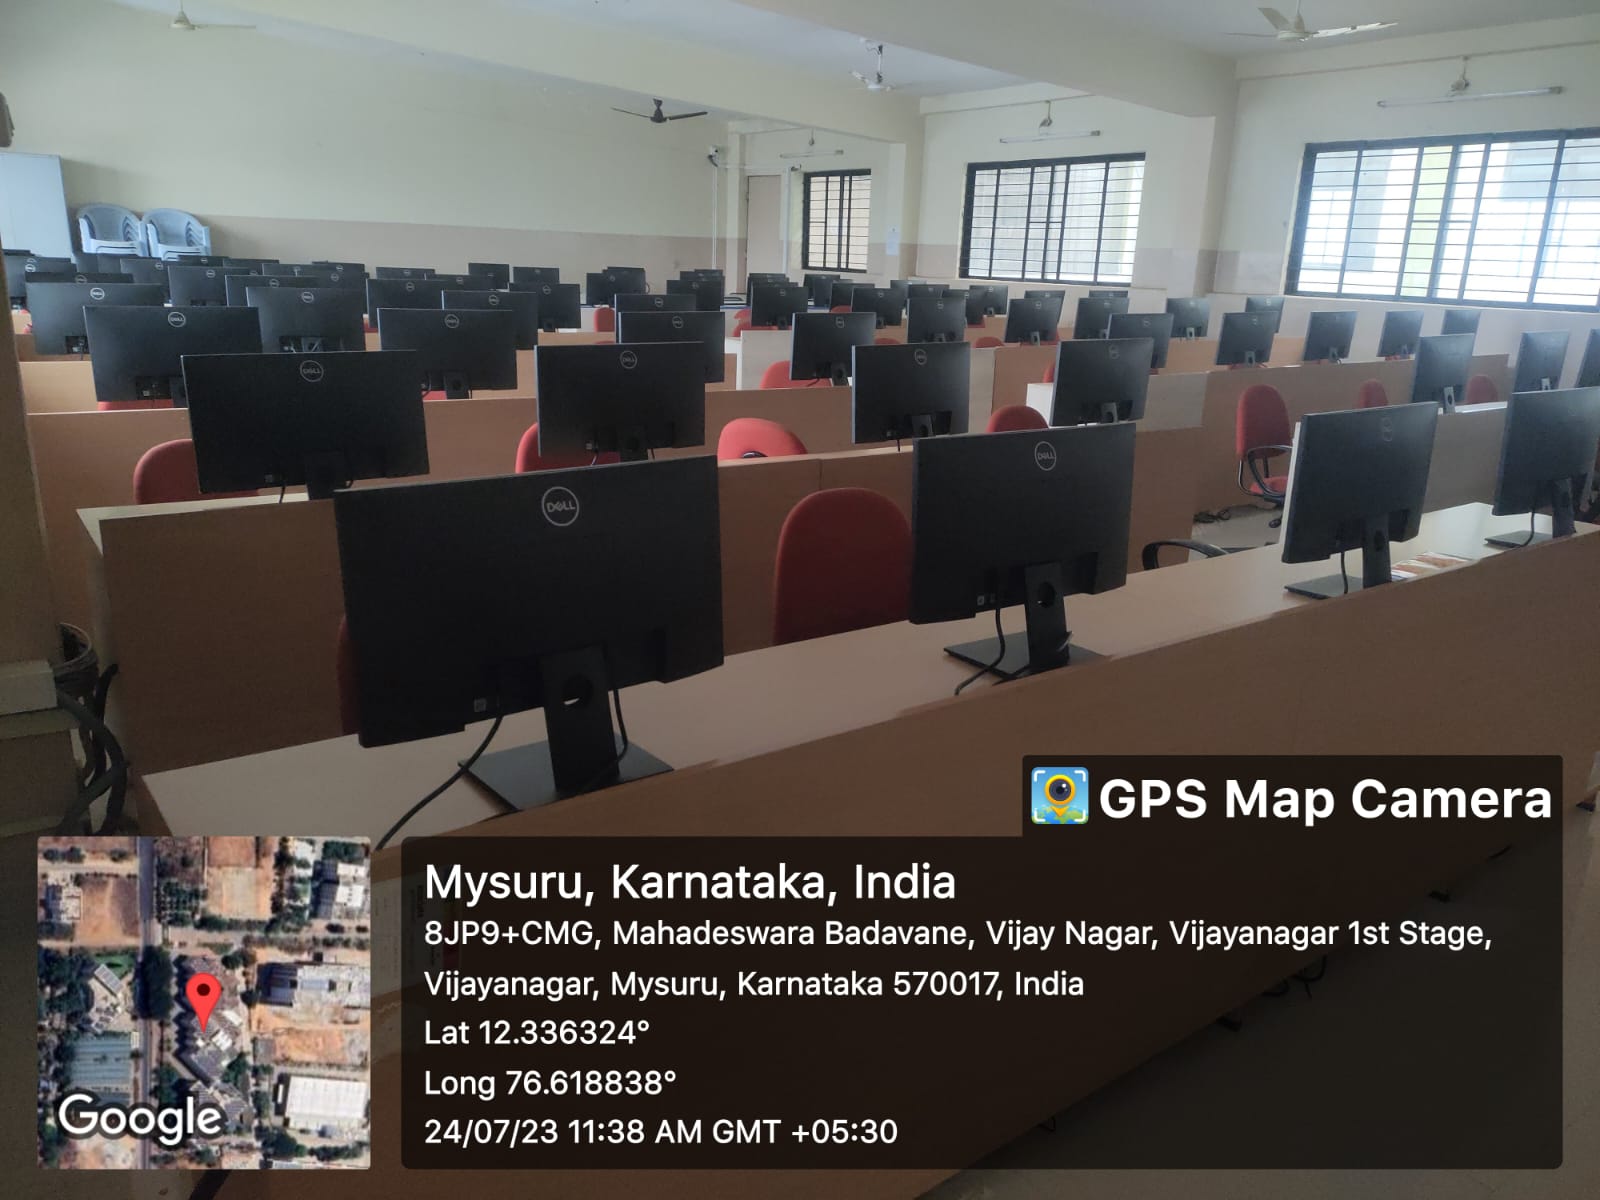 DELL
DELL
DELL
DELL
DELL
DELL
DELL
GPS Map Camera
Mysuru, Karnataka, India
8JP9+CMG, Mahadeswara Badavane, Vijay Nagar, Vijayanagar 1st Stage,
Vijayanagar, Mysuru, Karnataka 570017, India
Lat 12.336324°
Long 76.618838°
24/07/23 11:38 AM GMT +05:30
Google